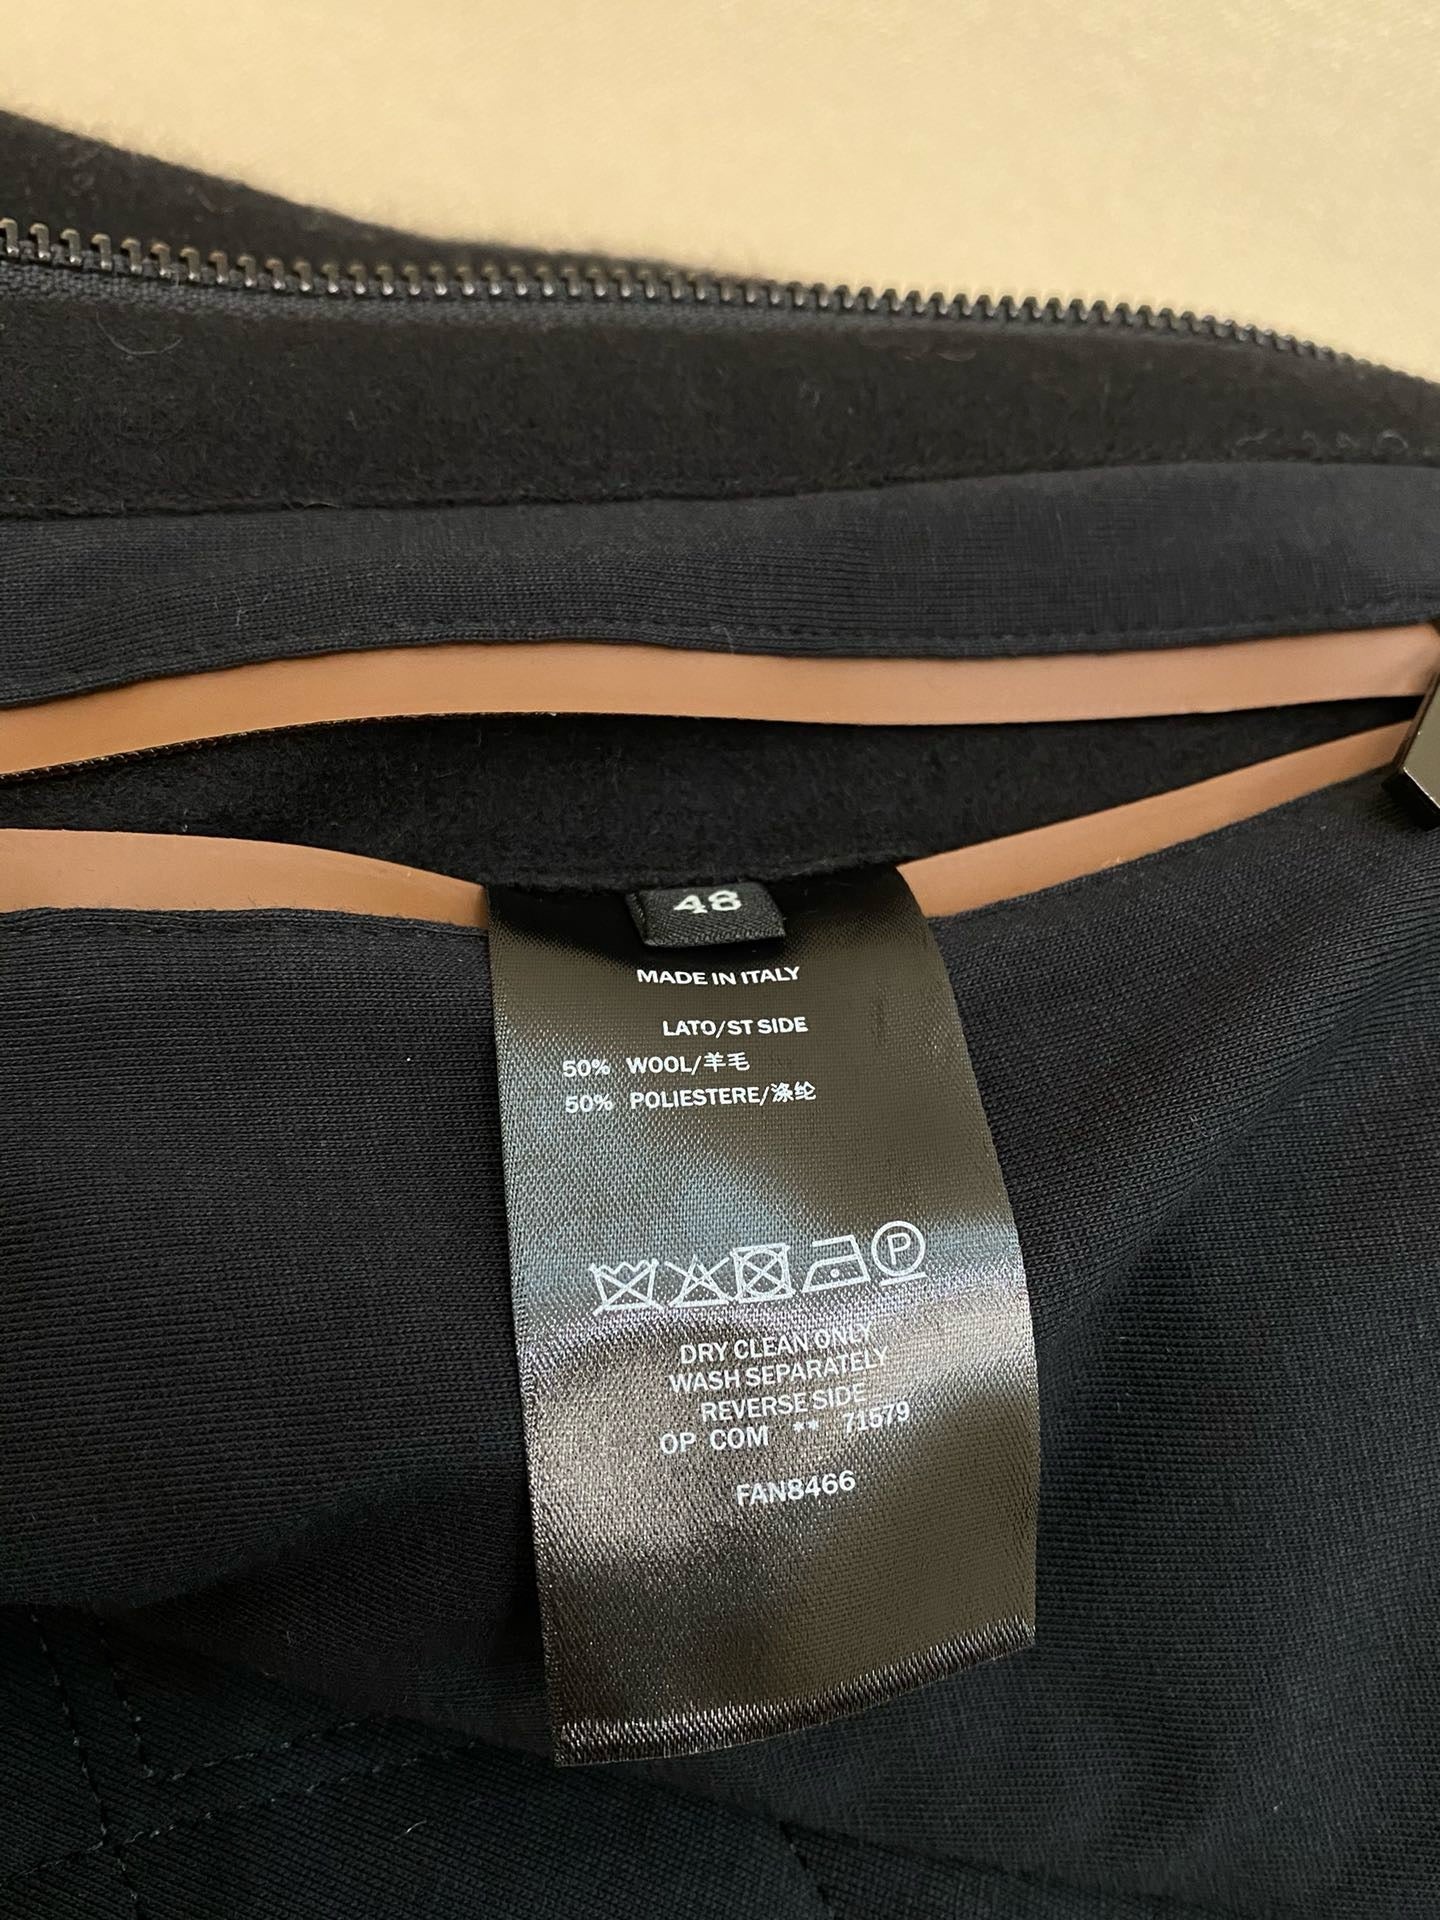 48
MADE IN ITALY
LATO/ST SIDE
50% WOOL/羊毛
50% POLIESTERE/涤纶
P
DRY CLEAN ONLY
WASH SEPARATELY
REVERSE SIDE
OP COM ** 71579
FAN8466